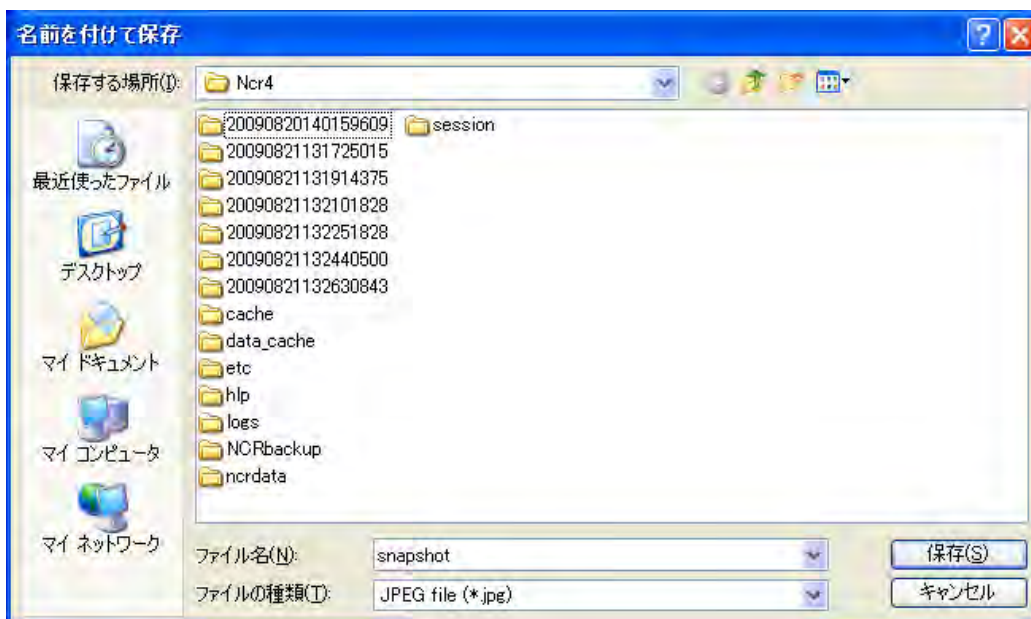 名前を付けて保存
保存する場所(I):
Ncr4
最近使ったファイル
デスクトップ
マイ ドキュメント
マイ コンピュータ
マイ ネットワーク
20090820140159609
20090821131725015
20090821131914375
20090821132101828
20090821132251828
20090821132440500
20090821132630843
cache
data_cache
etc
hlp
logs
NCRbackup
ncrdata
session
ファイル名(N):
snapshot
保存(S)
ファイルの種類(T):
JPEG file (*.jpg)
キャンセル